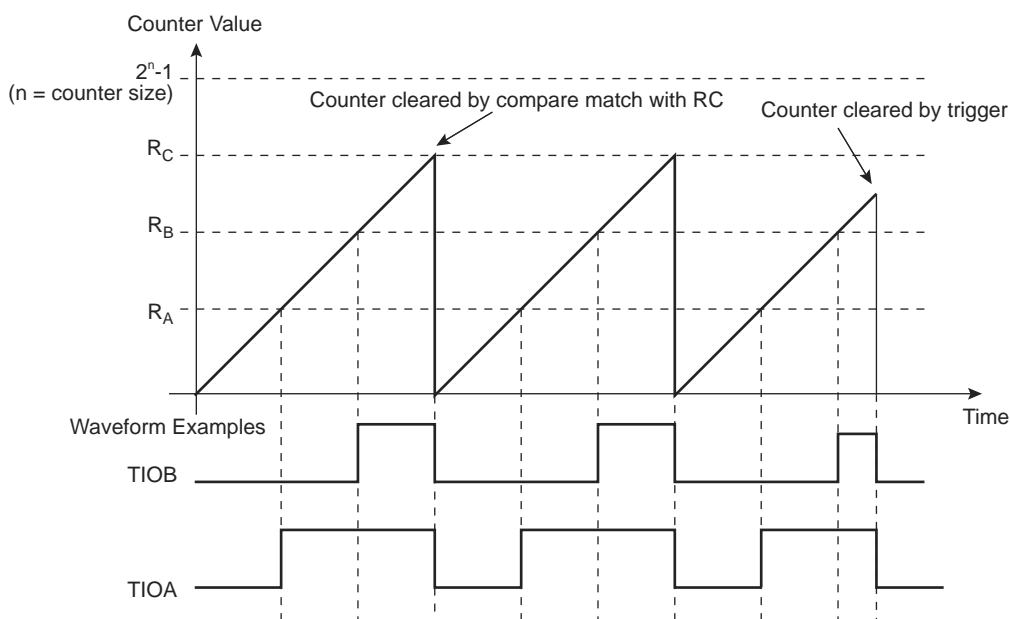 Counter Value
2ⁿ-1
(n = counter size)
Counter cleared by compare match with RC
Counter cleared by trigger
R_C
R_B
R_A
Time
Waveform Examples
TIOB
TIOA